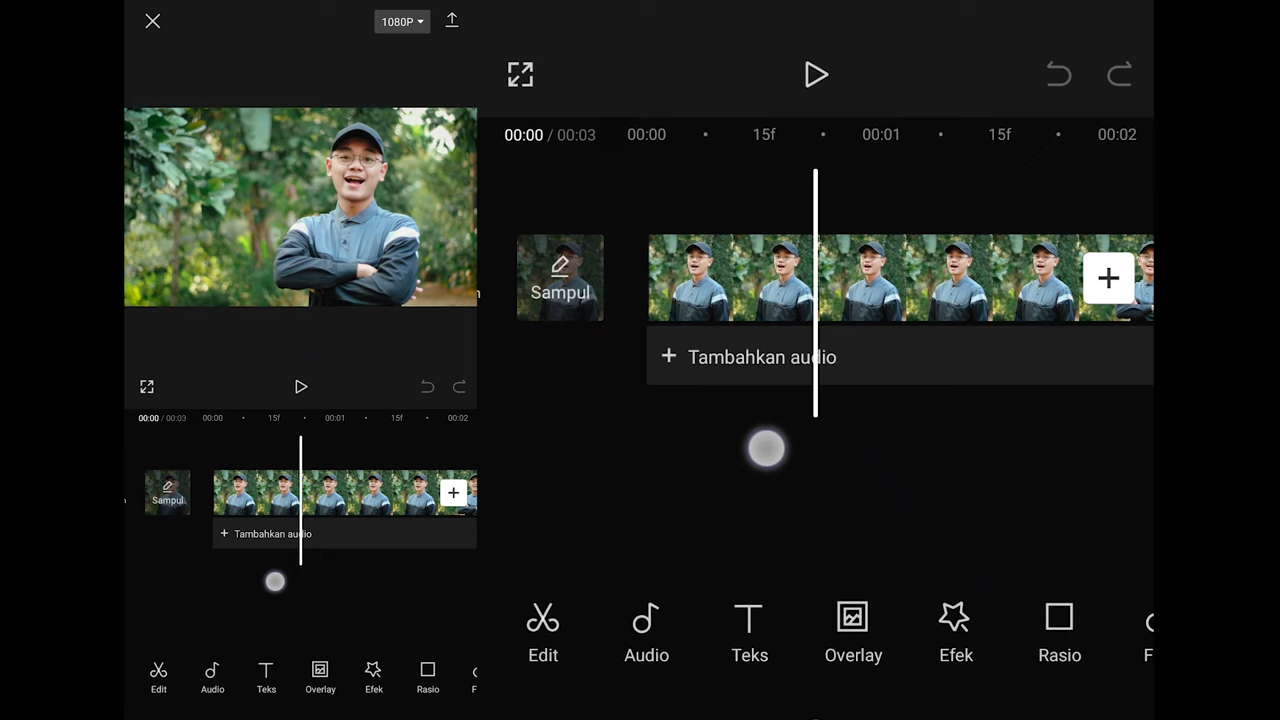 1080P
00:00 / 00:03
00:00
15f
00:01
15f
00:02
Sampul
Tambahkan audio
Edit
Audio
Teks
Overlay
Efek
Rasio
F
00:00 / 00:03
00:00
15f
00:01
15f
00:02
Sampul
Tambahkan audio
Edit
Audio
Teks
Overlay
Efek
Rasio
F